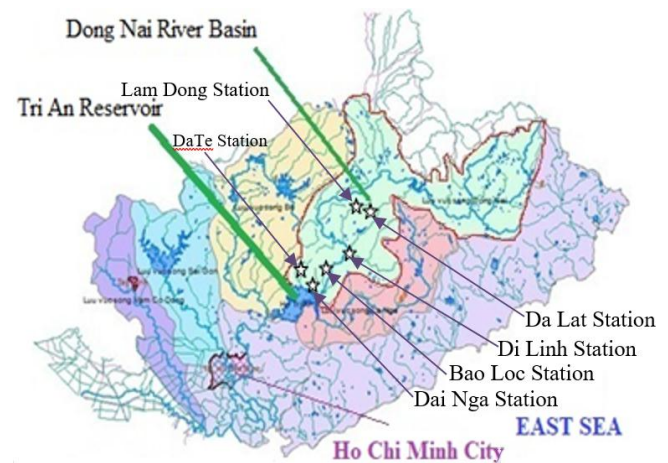 Dong Nai River Basin
Lam Dong Station
Tri An Reservoir
DaTe Station
Da Lat Station
Di Linh Station
Bao Loc Station
Dai Nga Station
EAST SEA
Ho Chi Minh City